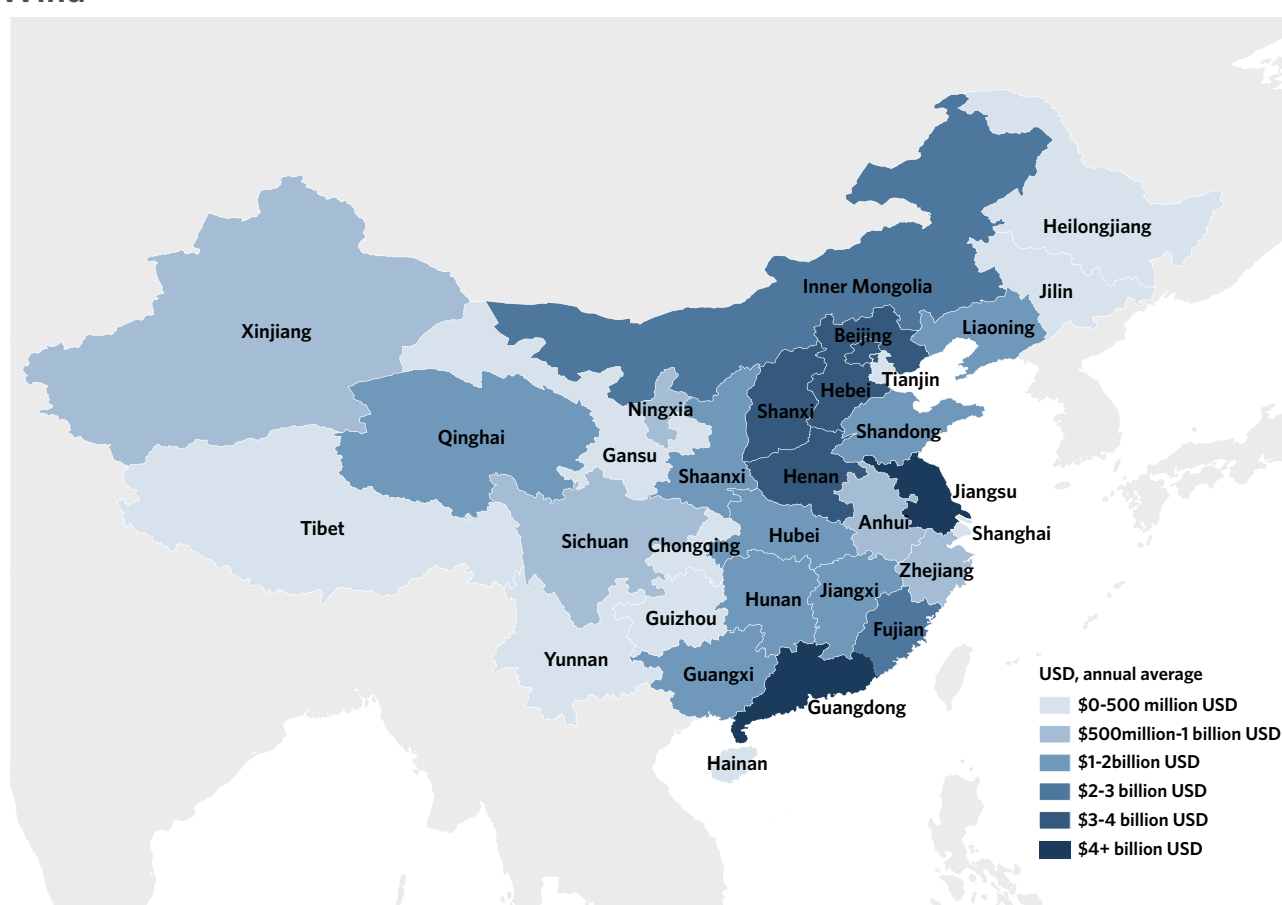 Heilongjiang
Inner Mongolia
Jilin
Xinjiang
Liaoning
Beijing
Tianjin
Hebei
Ningxia
Shanxi
Qinghai
Shandong
Gansu
Shaanxi
Henan
Jiangsu
Tibet
Anhui
Sichuan
Chongqing
Hubei
Shanghai
Zhejiang
Hunan
Jiangxi
Guizhou
Fujian
Yunnan
Guangxi
Guangdong
Hainan
USD, annual average
$0-500 million USD
$500million-1 billion USD
$1-2billion USD
$2-3 billion USD
$3-4 billion USD
$4+ billion USD